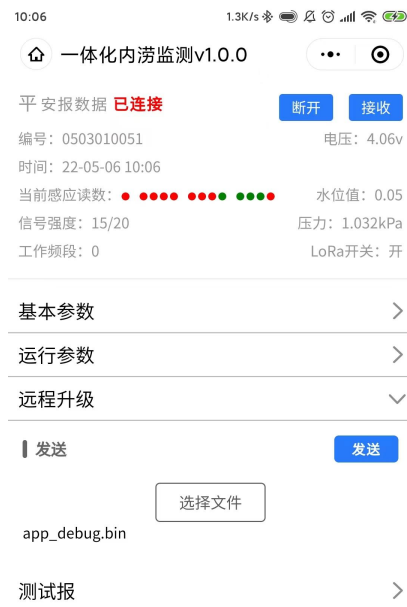 10:06 1.3K/s
一体化内涝监测v1.0.0
平安报数据 已连接 断开 接收
编号：0503010051 电压：4.06v
时间：22-05-06 10:06
当前感应读数： 水位值：0.05
信号强度：15/20 压力：1.032kPa
工作频段：0 LoRa开关：开
基本参数
运行参数
远程升级
发送 发送
选择文件
app_debug.bin
测试报